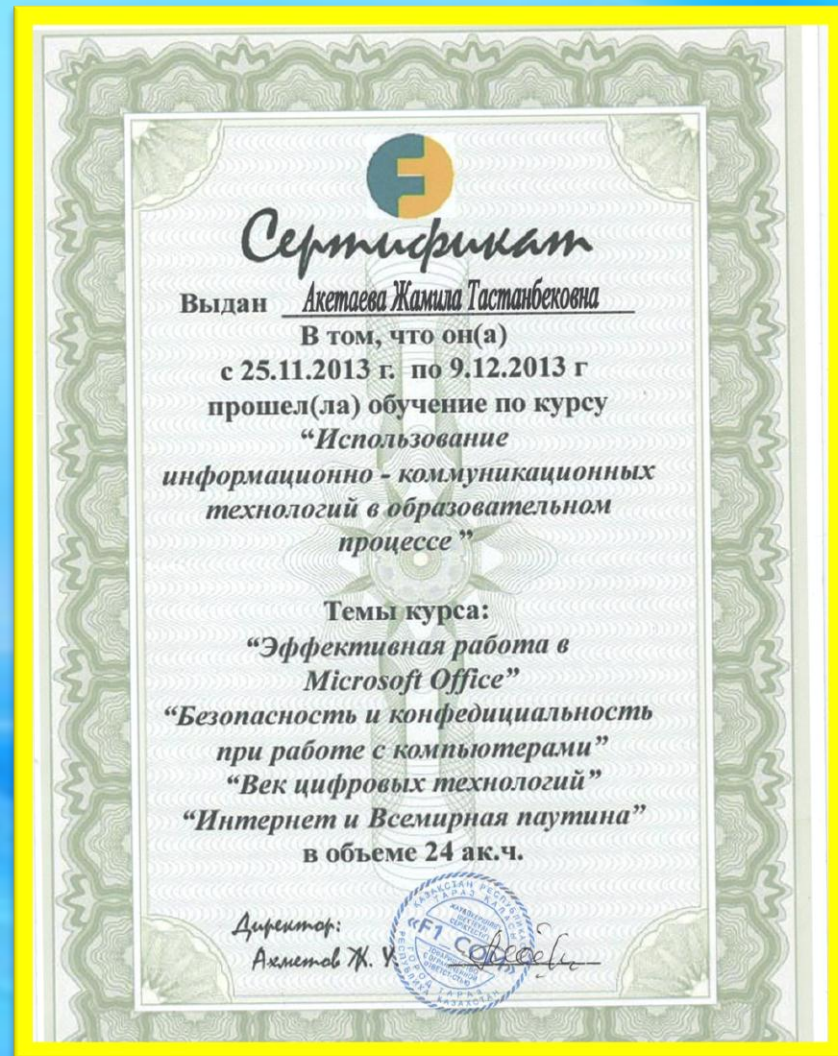 Сертификат
Выдан Акетаева Жамила Тастанбековна
В том, что он(а)
с 25.11.2013 г. по 9.12.2013 г
прошел(ла) обучение по курсу
“Использование
информационно - коммуникационных
технологий в образовательном
процессе ”
Темы курса:
“Эффективная работа в
Microsoft Office”
“Безопасность и конфедициальность
при работе с компьютерами”
“Век цифровых технологий”
“Интернет и Всемирная паутина”
в объеме 24 ак.ч.
Директор:
Ахметов Ж.